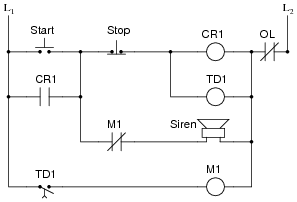 L1 L2
Start Stop CR1 OL
CR1 TD1
M1 Siren
TD1 M1